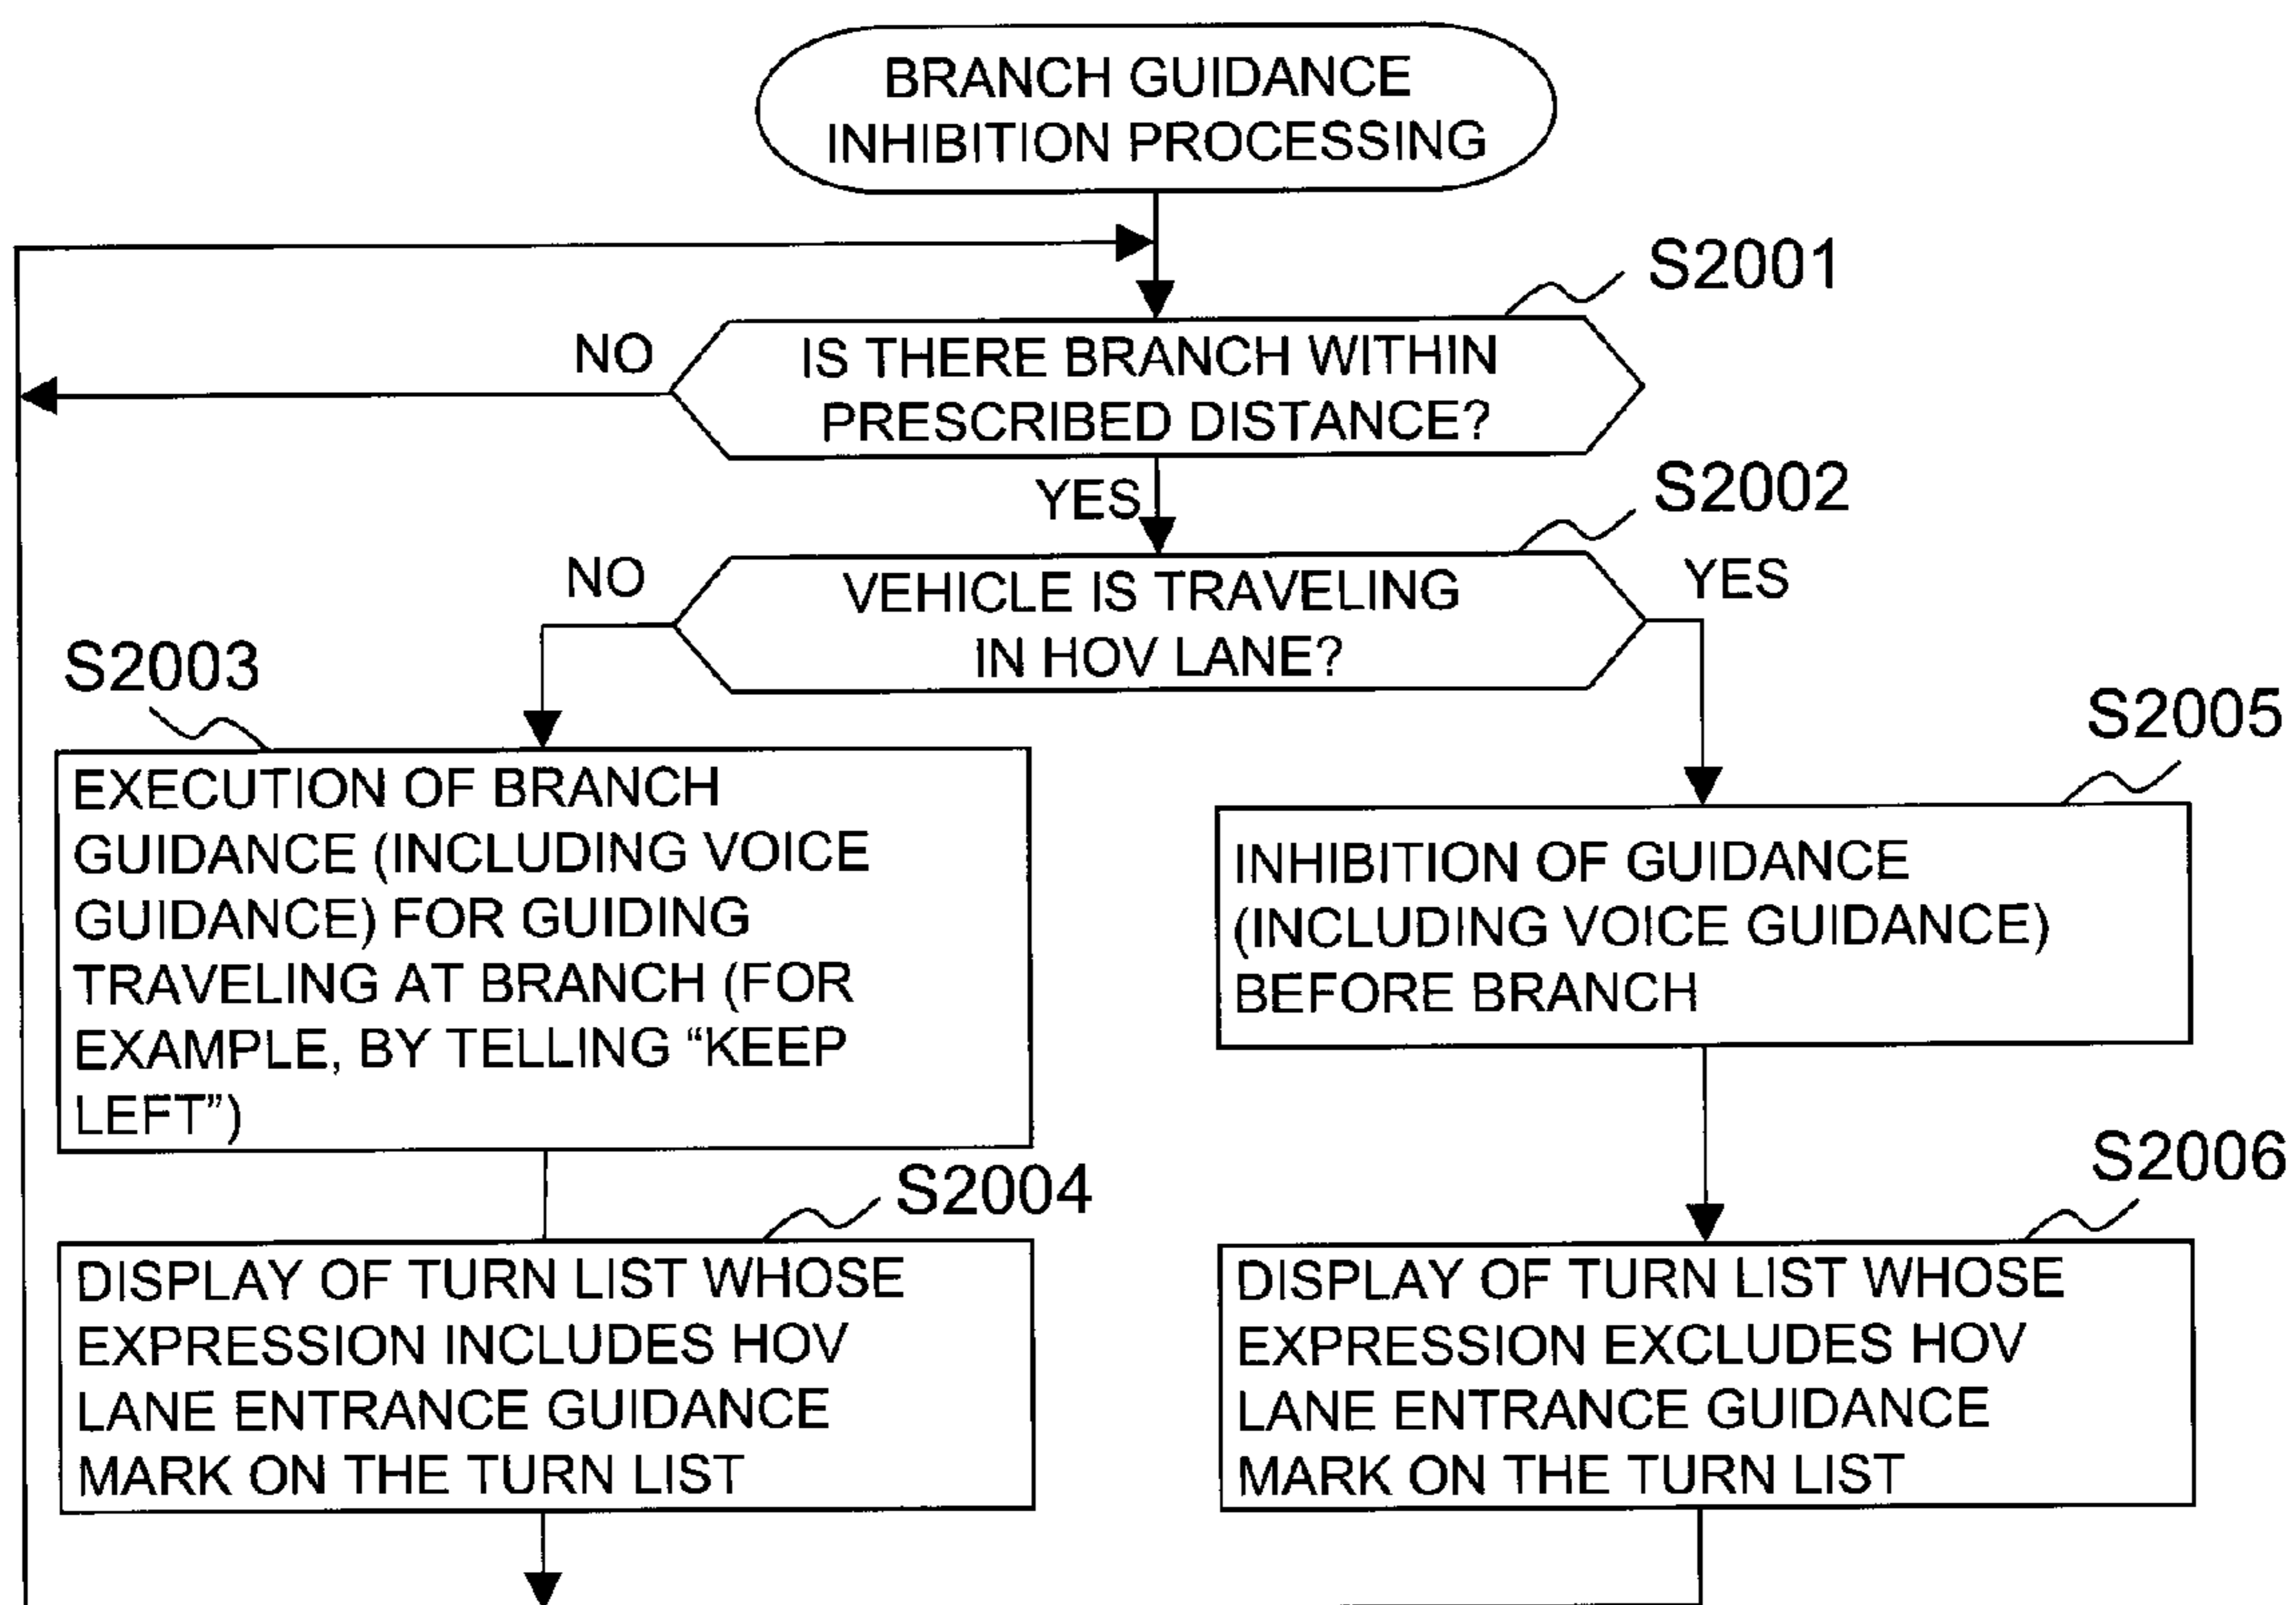 BRANCH GUIDANCE
INHIBITION PROCESSING
S2001
NO
IS THERE BRANCH WITHIN
PRESCRIBED DISTANCE?
YES
S2002
NO
VEHICLE IS TRAVELING
IN HOV LANE?
YES
S2003
EXECUTION OF BRANCH
GUIDANCE (INCLUDING VOICE
GUIDANCE) FOR GUIDING
TRAVELING AT BRANCH (FOR
EXAMPLE, BY TELLING “KEEP
LEFT”)
S2005
INHIBITION OF GUIDANCE
(INCLUDING VOICE GUIDANCE)
BEFORE BRANCH
S2004
DISPLAY OF TURN LIST WHOSE
EXPRESSION INCLUDES HOV
LANE ENTRANCE GUIDANCE
MARK ON THE TURN LIST
S2006
DISPLAY OF TURN LIST WHOSE
EXPRESSION EXCLUDES HOV
LANE ENTRANCE GUIDANCE
MARK ON THE TURN LIST